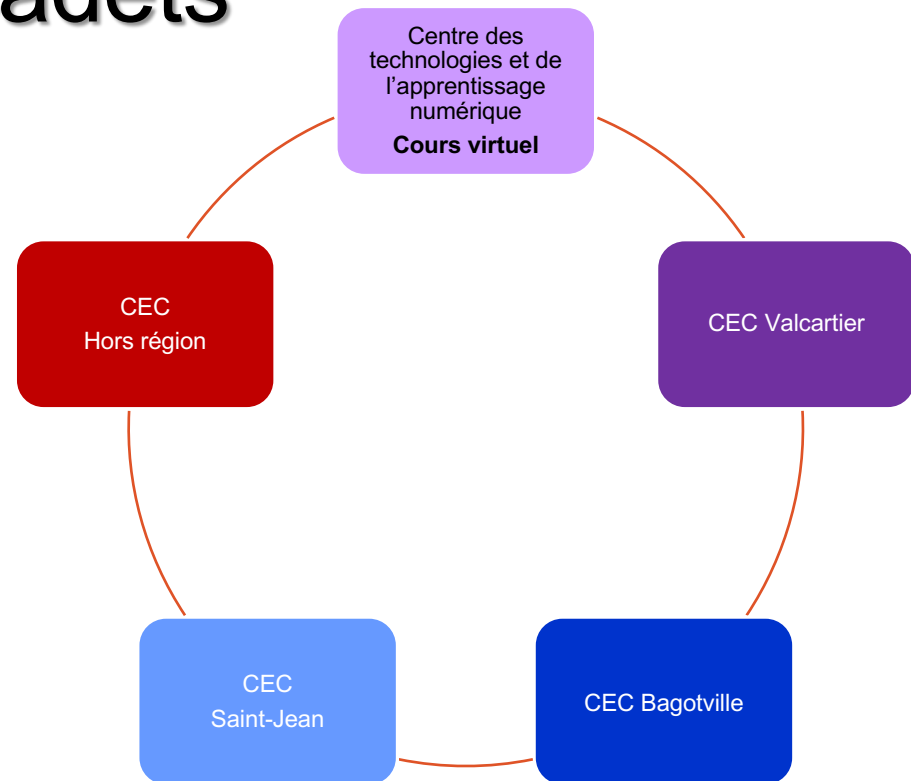 adets
Centre des
technologies et de
l’apprentissage
numérique
Cours virtuel
CEC
Hors région
CEC Valcartier
CEC
Saint-Jean
CEC Bagotville